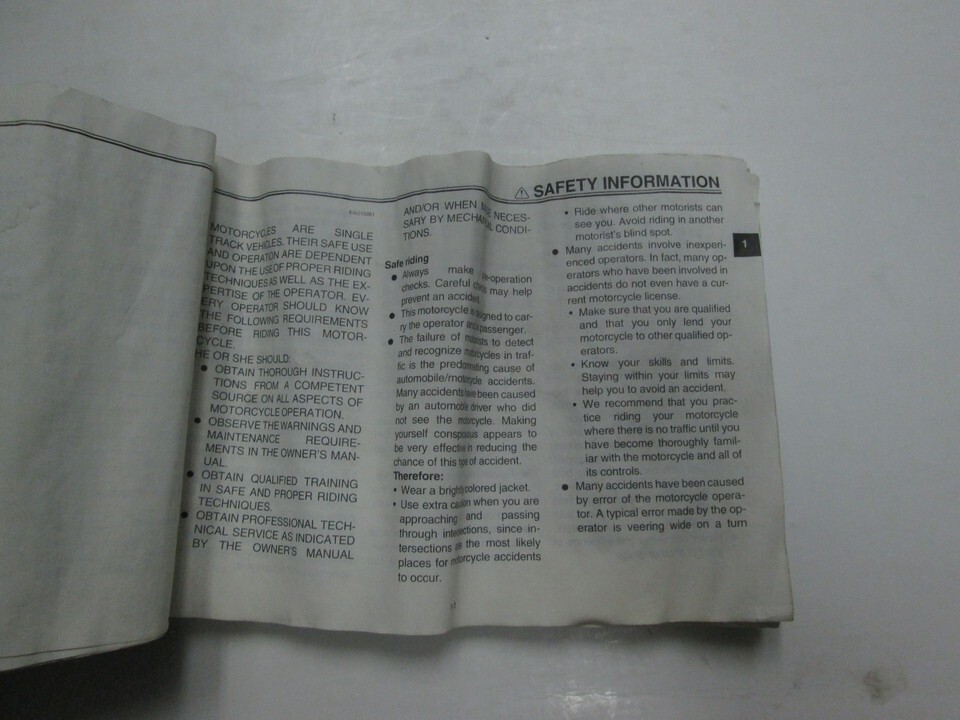 SAFETY INFORMATION
MOTORCYCLES ARE SINGLE
TRACK VEHICLES. THEIR SAFE USE
AND OPERATION ARE DEPENDENT
UPON THE USE OF PROPER RIDING
TECHNIQUES AS WELL AS THE EX-
PERTISE OF THE OPERATOR. EV-
ERY OPERATOR SHOULD KNOW
THE FOLLOWING REQUIREMENTS
BEFORE RIDING THIS MOTOR-
CYCLE.
HE OR SHE SHOULD:
● OBTAIN THOROUGH INSTRUC-
TIONS FROM A COMPETENT
SOURCE ON ALL ASPECTS OF
MOTORCYCLE OPERATION.
● OBSERVE THE WARNINGS AND
MAINTENANCE REQUIRE-
MENTS IN THE OWNER'S MAN-
UAL.
● OBTAIN QUALIFIED TRAINING
IN SAFE AND PROPER RIDING
TECHNIQUES.
● OBTAIN PROFESSIONAL TECH-
NICAL SERVICE AS INDICATED
BY THE OWNER'S MANUAL
AND/OR WHEN NECES-
SARY BY MECHANICAL CONDI-
TIONS.
Safe riding
● Always make -operation
checks. Careful may help
prevent an accident.
● This motorcycle is designed to car-
ry the operator and a passenger.
● The failure of motorists to detect
and recognize motorcycles in traf-
fic is the predominating cause of
automobile/motorcycle accidents.
Many accidents have been caused
by an automobile driver who did
not see the motorcycle. Making
yourself conspicuous appears to
be very effective in reducing the
chance of this type of accident.
Therefore:
• Wear a brightly colored jacket.
• Use extra caution when you are
approaching and passing
through intersections, since in-
tersections are the most likely
places for motorcycle accidents
to occur.
• Ride where other motorists can
see you. Avoid riding in another
motorist's blind spot.
● Many accidents involve inexperi-
enced operators. In fact, many op-
erators who have been involved in
accidents do not even have a cur-
rent motorcycle license.
• Make sure that you are qualified
and that you only lend your
motorcycle to other qualified op-
erators.
• Know your skills and limits.
Staying within your limits may
help you to avoid an accident.
• We recommend that you prac-
tice riding your motorcycle
where there is no traffic until you
have become thoroughly famil-
iar with the motorcycle and all of
its controls.
● Many accidents have been caused
by error of the motorcycle opera-
tor. A typical error made by the op-
erator is veering wide on a turn
1